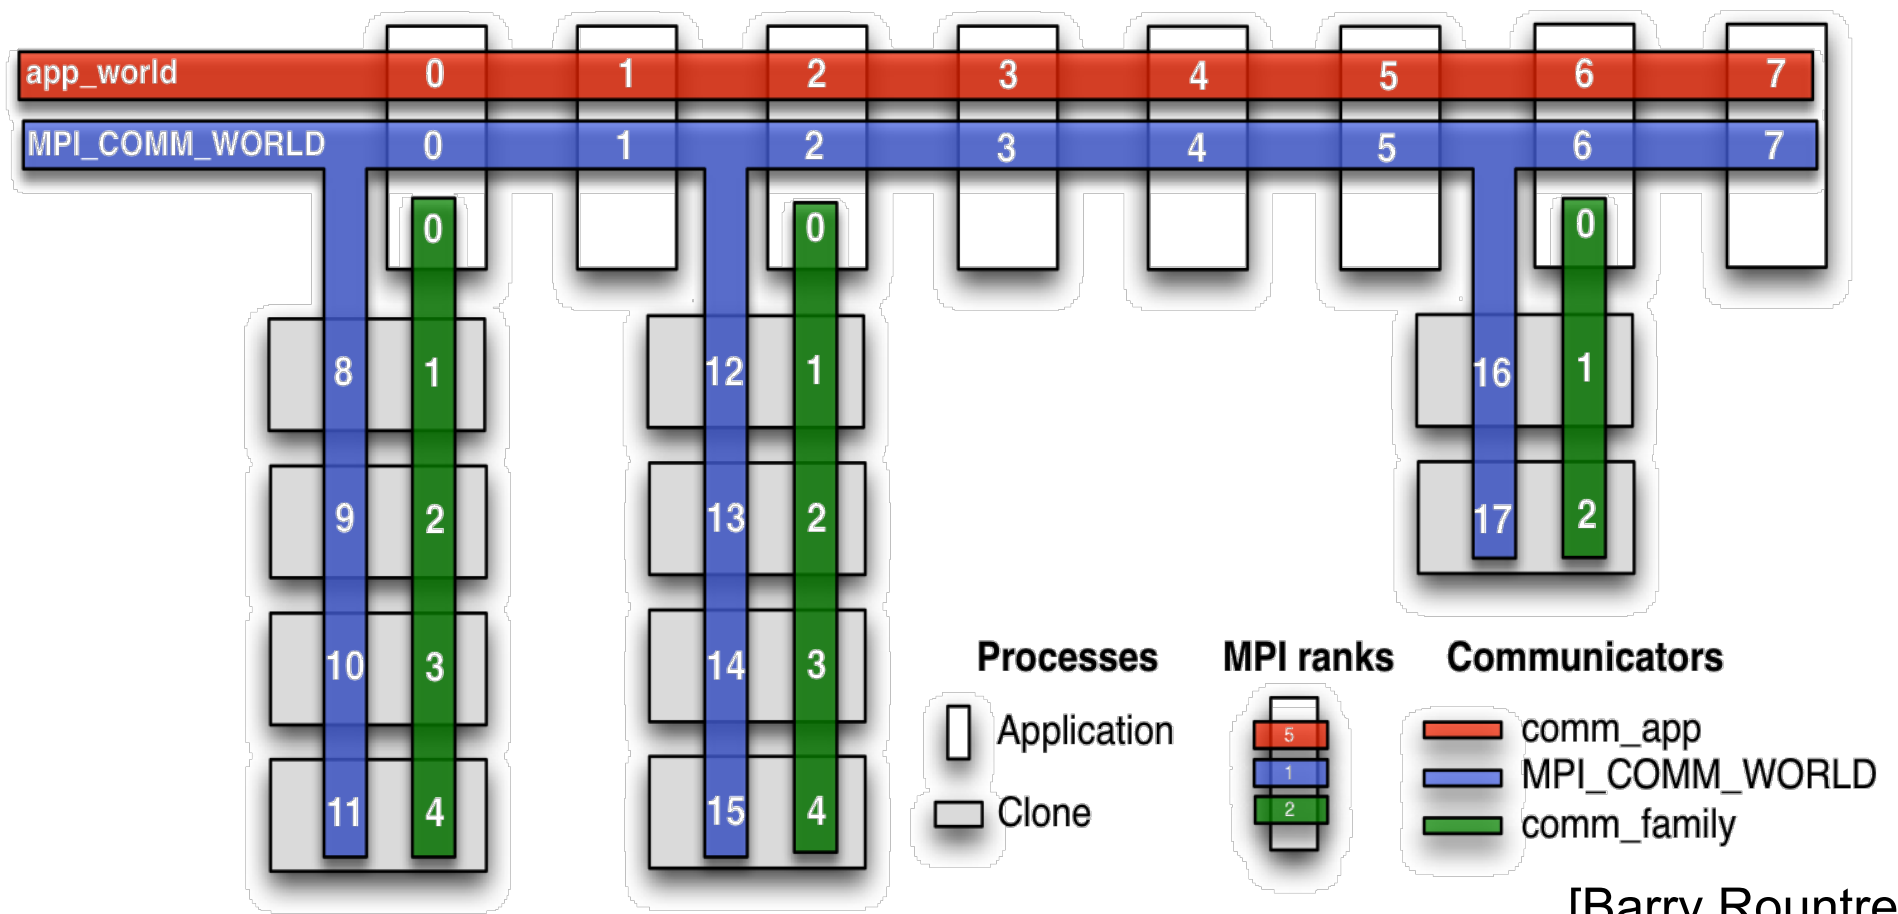 app_world 0 1 2 3 4 5 6 7
MPI_COMM_WORLD 0 1 2 3 4 5 6 7
0 0 0
8 1 12 1 16 1
9 2 13 2 17 2
10 3 14 3
11 4 15 4
Processes MPI ranks Communicators
Application 5 comm_app
1 MPI_COMM_WORLD
Clone 2 comm_family
[Barry Rountre